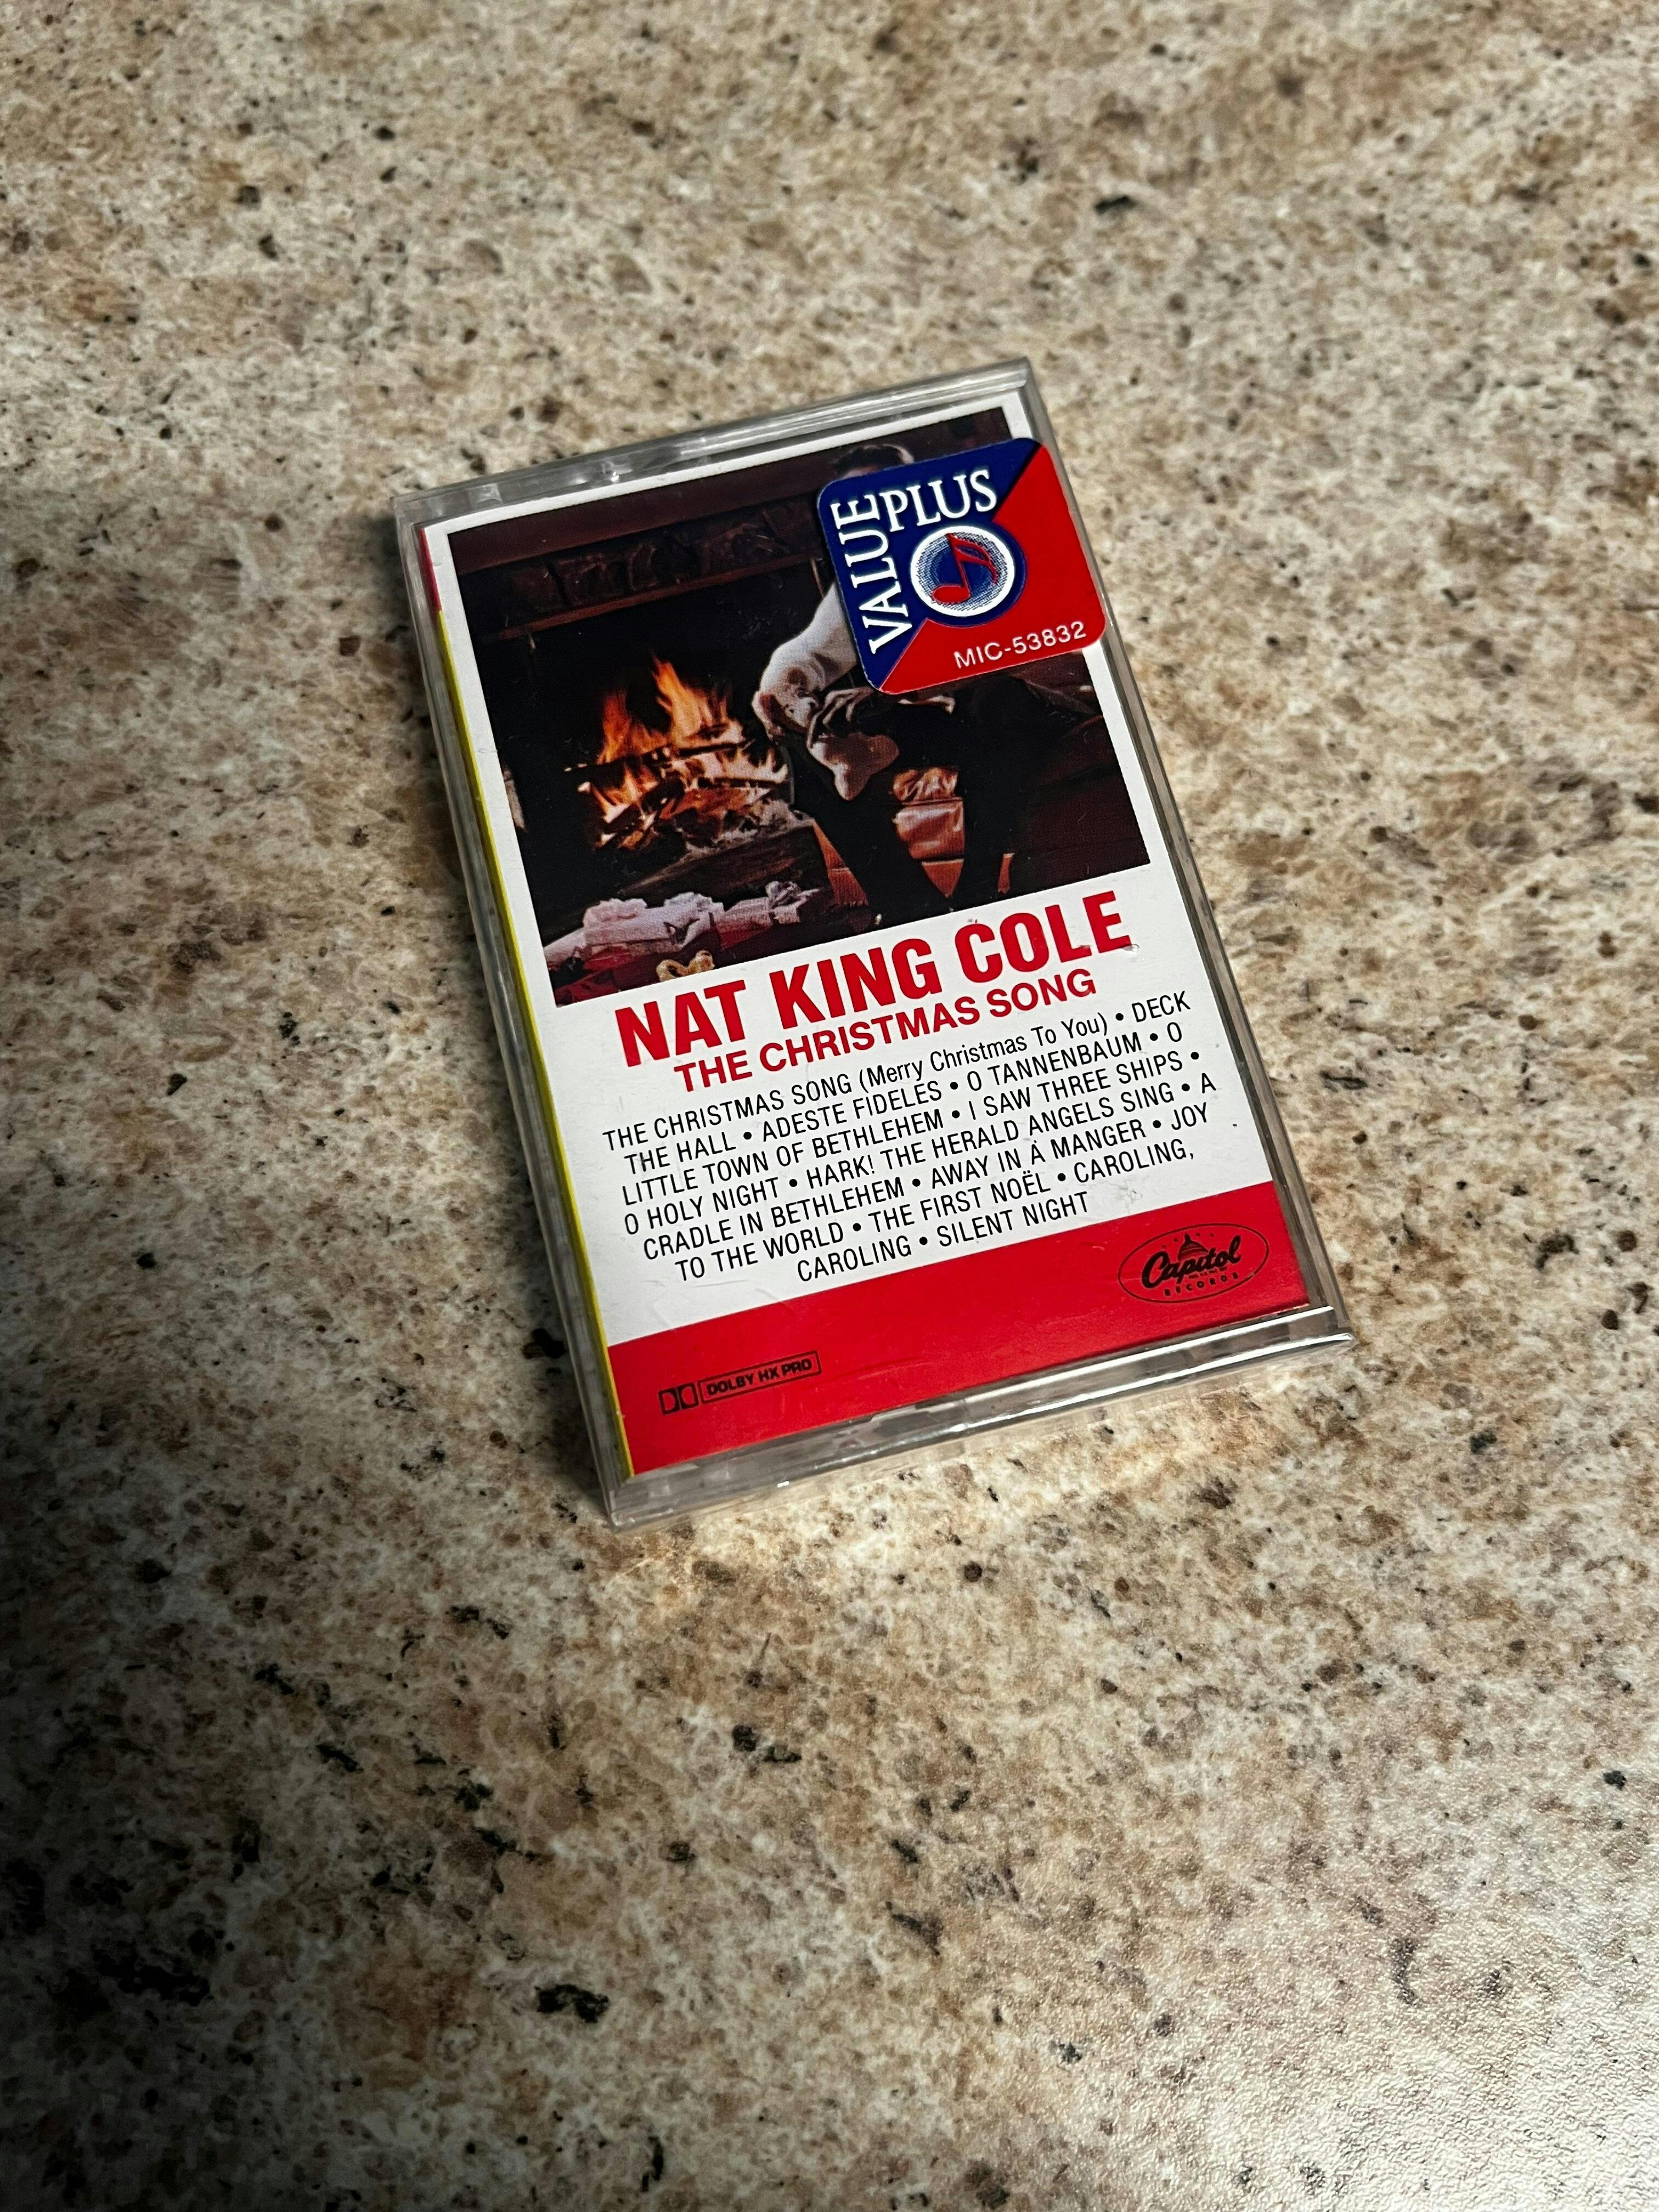 VALUE PLUS
MIC-53832
NAT KING COLE
THE CHRISTMAS SONG
THE CHRISTMAS SONG (Merry Christmas To You) • DECK
THE HALL • ADESTE FIDELES • O TANNENBAUM • O
LITTLE TOWN OF BETHLEHEM • I SAW THREE SHIPS •
O HOLY NIGHT • HARK! THE HERALD ANGELS SING • A
CRADLE IN BETHLEHEM • AWAY IN A MANGER • JOY
TO THE WORLD • THE FIRST NOËL • CAROLING,
CAROLING • SILENT NIGHT
Capitol
RECORDS
DOLBY HX PRO